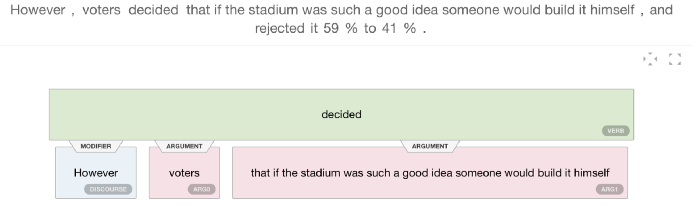 However , voters decided that if the stadium was such a good idea someone would build it himself , and
rejected it 59 % to 41 % .
decided
VERB
MODIFIER ARGUMENT ARGUMENT
However voters that if the stadium was such a good idea someone would build it himself
DISCOURSE ARG0 ARG1